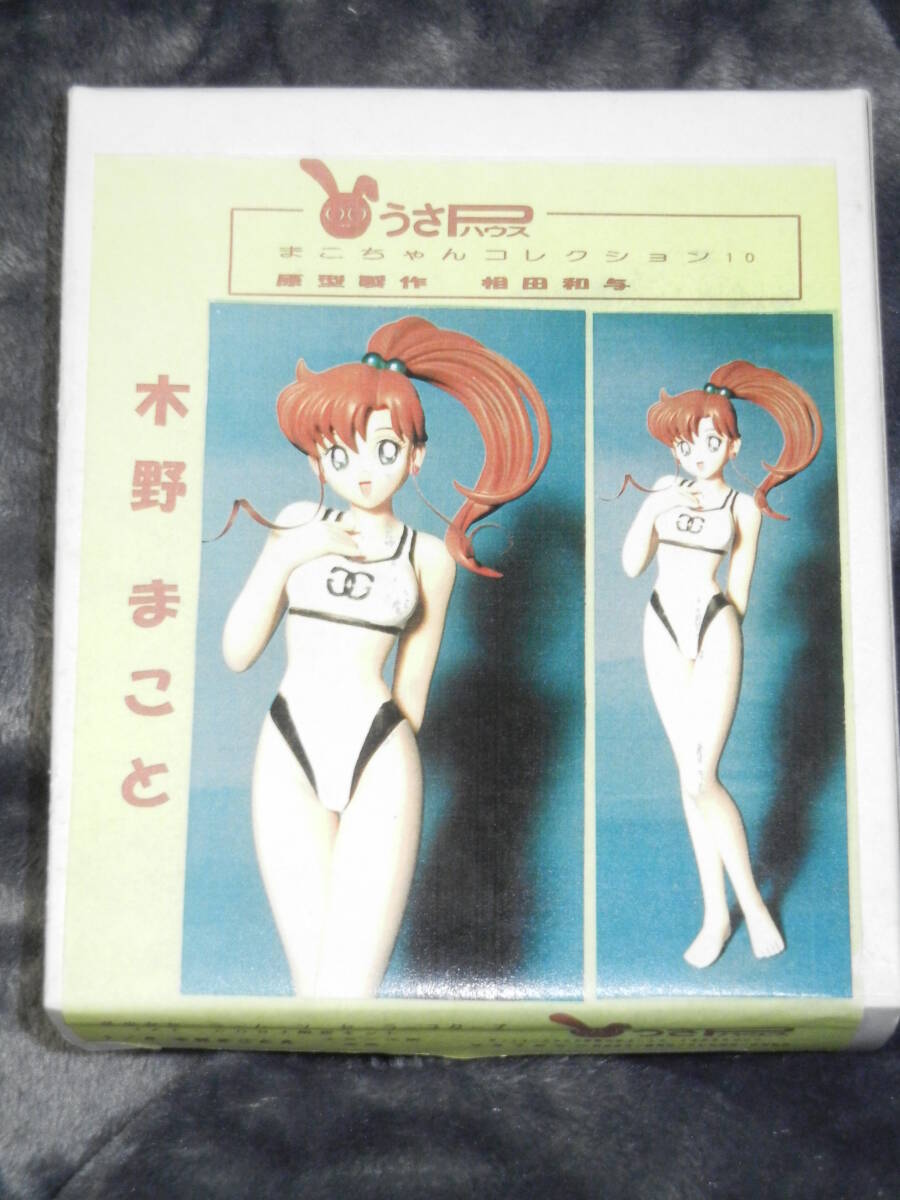 うさPハウス
まこちゃんコレクション10
原型製作 相田和与
木野まこと
うさPハウス